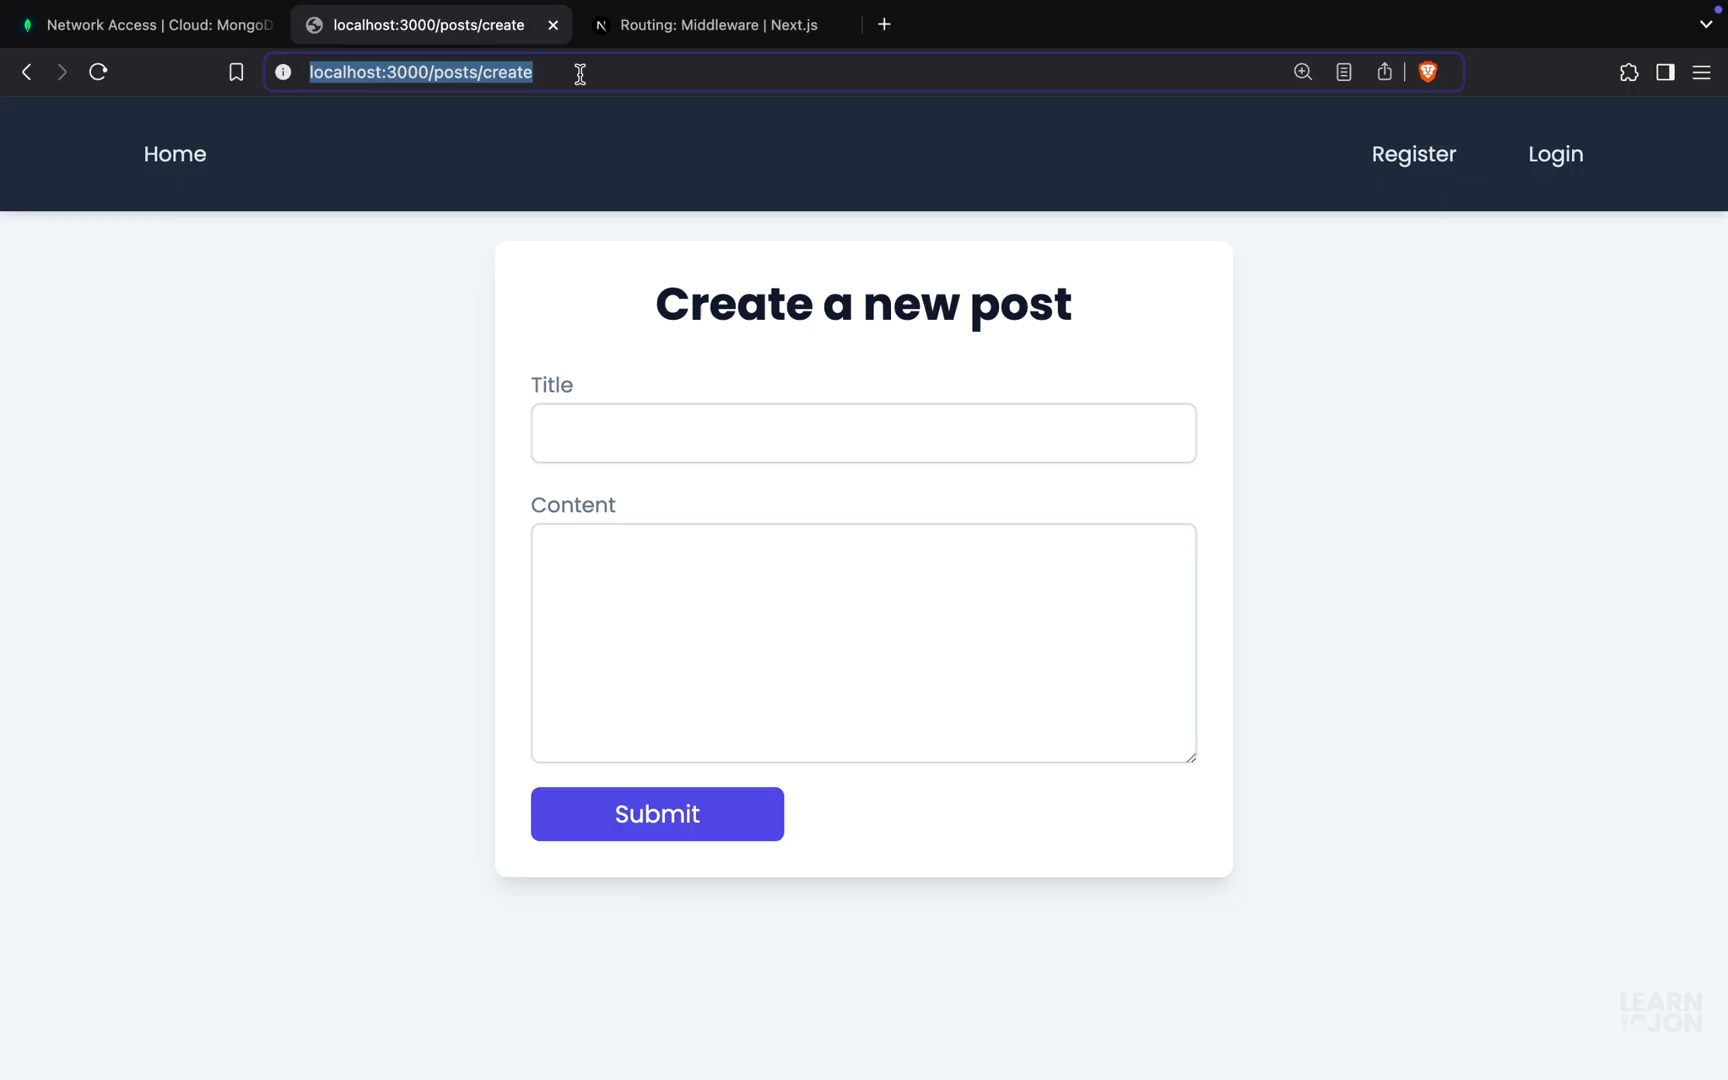 Network Access | Cloud: MongoD
localhost:3000/posts/create
Routing: Middleware | Next.js
localhost:3000/posts/create
Home
Register
Login
Create a new post
Title
Content
Submit
LEARN
JON